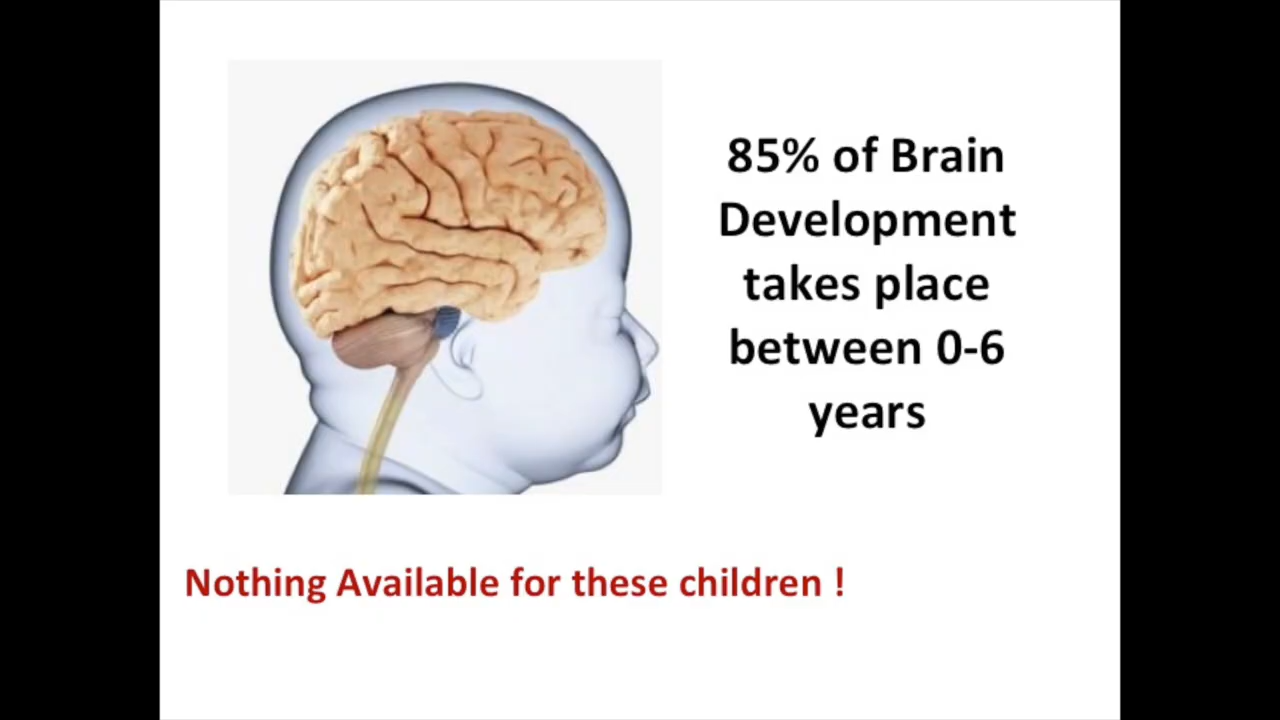 85% of Brain
Development
takes place
between 0-6
years
Nothing Available for these children !